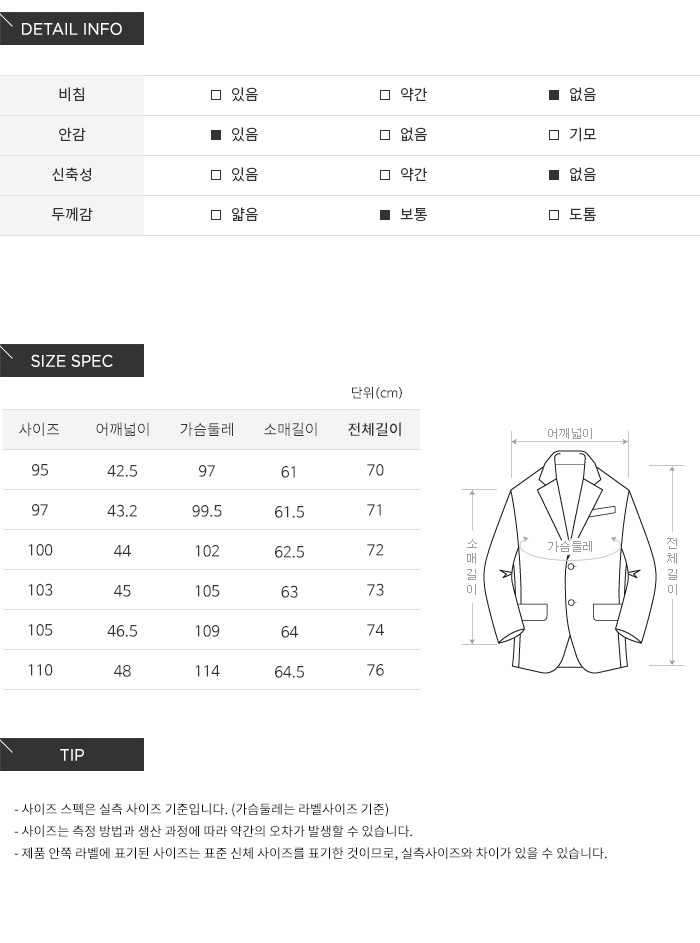 DETAIL INFO
비침 □ 있음 □ 약간 ■ 없음
안감 ■ 있음 □ 없음 □ 기모
신축성 □ 있음 □ 약간 ■ 없음
두께감 □ 얇음 ■ 보통 □ 도톰
SIZE SPEC
단위(cm)
사이즈 어깨넓이 가슴둘레 소매길이 전체길이
95 42.5 97 61 70
97 43.2 99.5 61.5 71
100 44 102 62.5 72
103 45 105 63 73
105 46.5 109 64 74
110 48 114 64.5 76
어깨넓이
소매길이
가슴둘레
전체길이
TIP
- 사이즈 스펙은 실측 사이즈 기준입니다. (가슴둘레는 라벨사이즈 기준)
- 사이즈는 측정 방법과 생산 과정에 따라 약간의 오차가 발생할 수 있습니다.
- 제품 안쪽 라벨에 표기된 사이즈는 표준 신체 사이즈를 표기한 것이므로, 실측사이즈와 차이가 있을 수 있습니다.